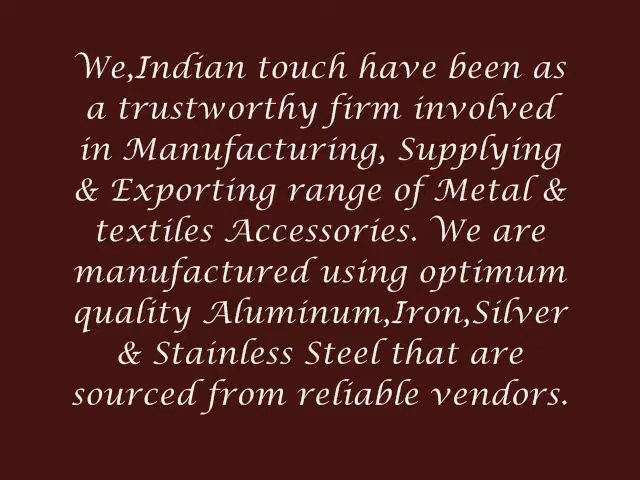 We,Indian touch have been as
a trustworthy firm involved
in Manufacturing, Supplying
& Exporting range of Metal &
textiles Accessories. We are
manufactured using optimum
quality Aluminum,Iron,Silver
& Stainless Steel that are
sourced from reliable vendors.